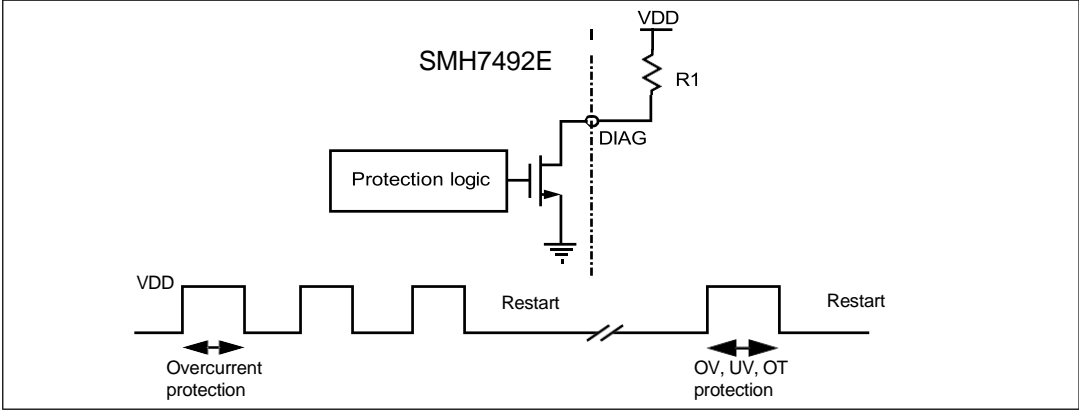 VDD
SMH7492E
R1
DIAG
Protection logic
VDD
Restart
Restart
Overcurrent
protection
OV, UV, OT
protection